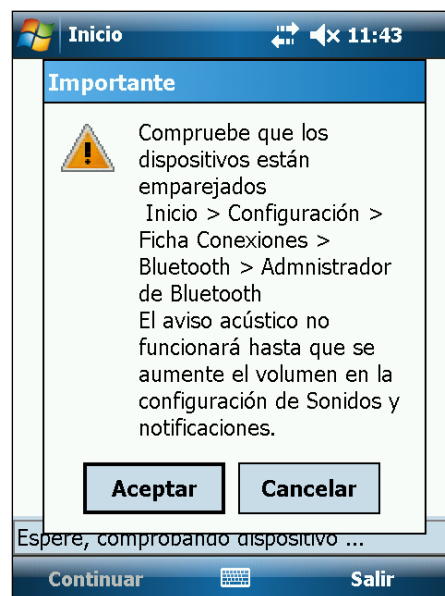 Inicio 11:43
Importante
Compruebe que los
dispositivos están
emparejados
Inicio > Configuración >
Ficha Conexiones >
Bluetooth > Admnistrador
de Bluetooth
El aviso acústico no
funcionará hasta que se
aumente el volumen en la
configuración de Sonidos y
notificaciones.
Aceptar Cancelar
Espere, comprobando dispositivo ...
Continuar Salir